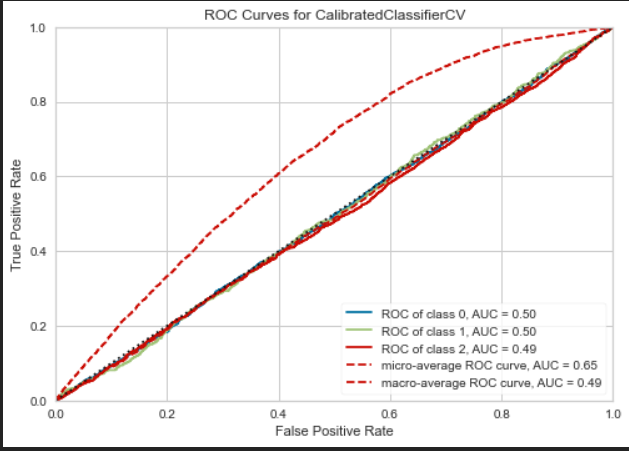 ROC Curves for CalibratedClassifierCV
1.0
0.8
0.6
0.4
0.2
0.0
True Positive Rate
ROC of class 0, AUC = 0.50
ROC of class 1, AUC = 0.50
ROC of class 2, AUC = 0.49
micro-average ROC curve, AUC = 0.65
macro-average ROC curve, AUC = 0.49
0.0 0.2 0.4 0.6 0.8 1.0
False Positive Rate